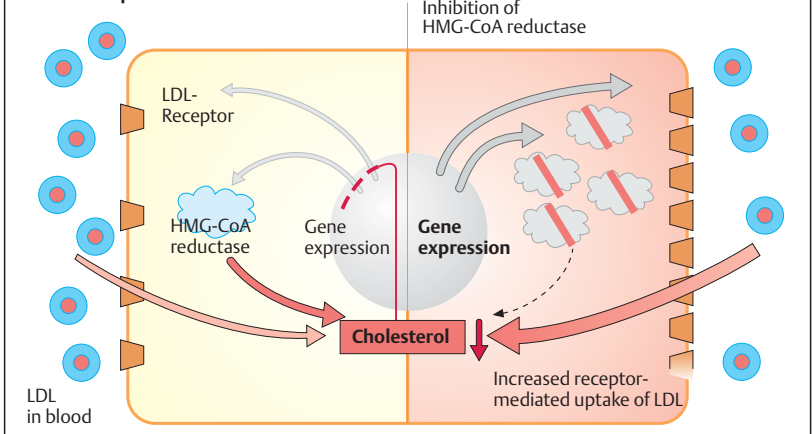 Inhibition of
HMG-CoA reductase
LDL-
Receptor
HMG-CoA
reductase
Gene
expression
Gene
expression
Cholesterol
Increased receptor-
mediated uptake of LDL
LDL
in blood